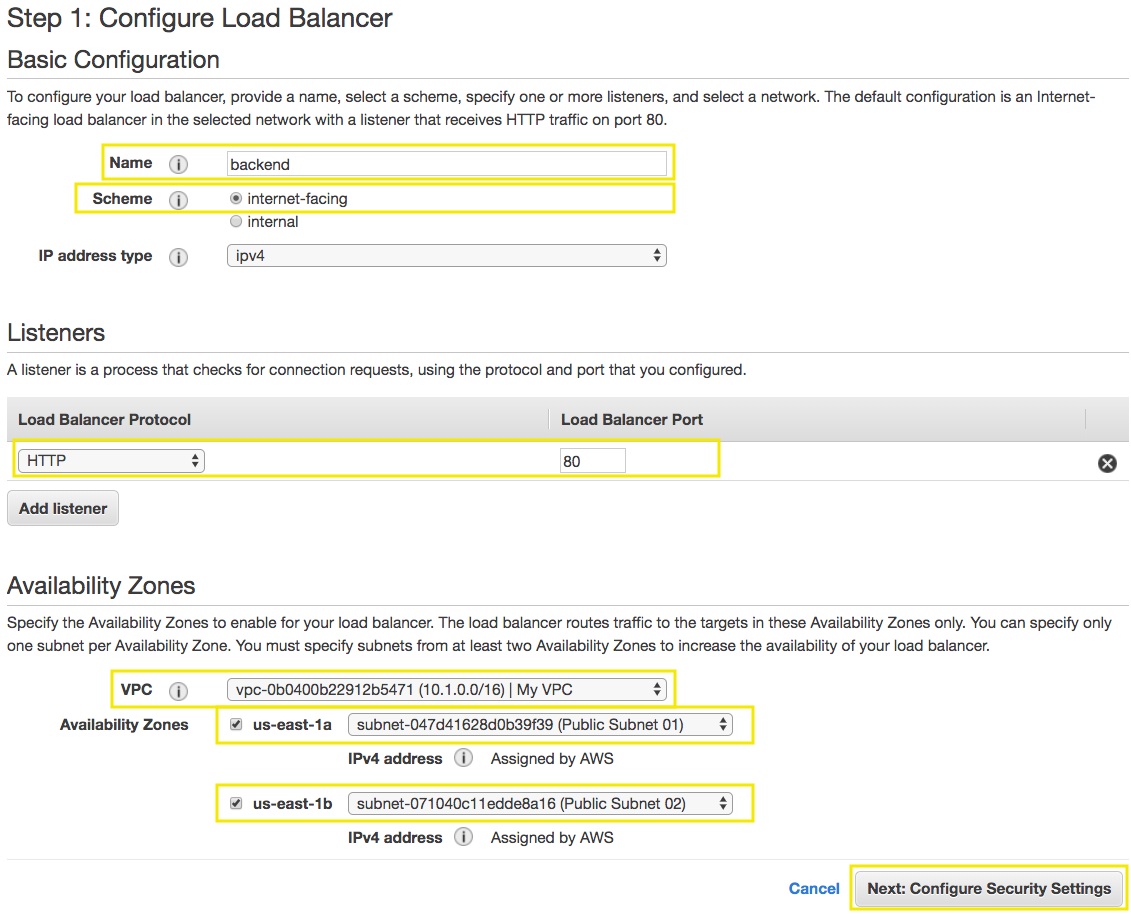 Step 1: Configure Load Balancer
Basic Configuration
To configure your load balancer, provide a name, select a scheme, specify one or more listeners, and select a network. The default configuration is an Internet-
facing load balancer in the selected network with a listener that receives HTTP traffic on port 80.
Name i backend
Scheme i internet-facing
internal
IP address type i ipv4
Listeners
A listener is a process that checks for connection requests, using the protocol and port that you configured.
Load Balancer Protocol Load Balancer Port
HTTP 80
Add listener
Availability Zones
Specify the Availability Zones to enable for your load balancer. The load balancer routes traffic to the targets in these Availability Zones only. You can specify only
one subnet per Availability Zone. You must specify subnets from at least two Availability Zones to increase the availability of your load balancer.
VPC i vpc-0b0400b22912b5471 (10.1.0.0/16) | My VPC
Availability Zones us-east-1a subnet-047d41628d0b39f39 (Public Subnet 01)
IPv4 address i Assigned by AWS
us-east-1b subnet-071040c11edde8a16 (Public Subnet 02)
IPv4 address i Assigned by AWS
Cancel Next: Configure Security Settings